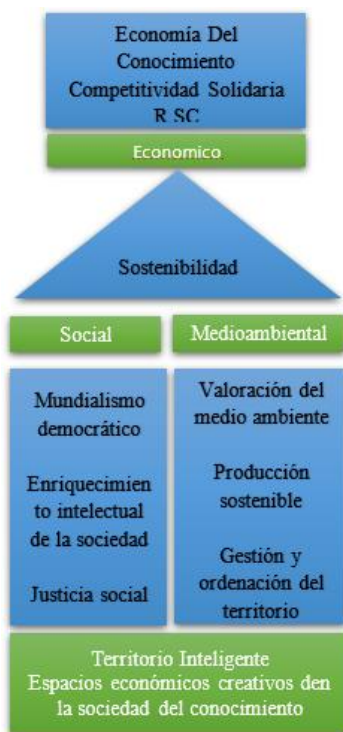 Economía Del
Conocimiento
Competitividad Solidaria
R.SC
Economico
Sostenibilidad
Social
Medioambiental
Mundialismo
democrático
Enriquecimien
to intelectual
de la sociedad
Justicia social
Valoración del
medio ambiente
Producción
sostenible
Gestión y
ordenación del
territorio
Territorio Inteligente
Espacios económicos creativos den
la sociedad del conocimiento